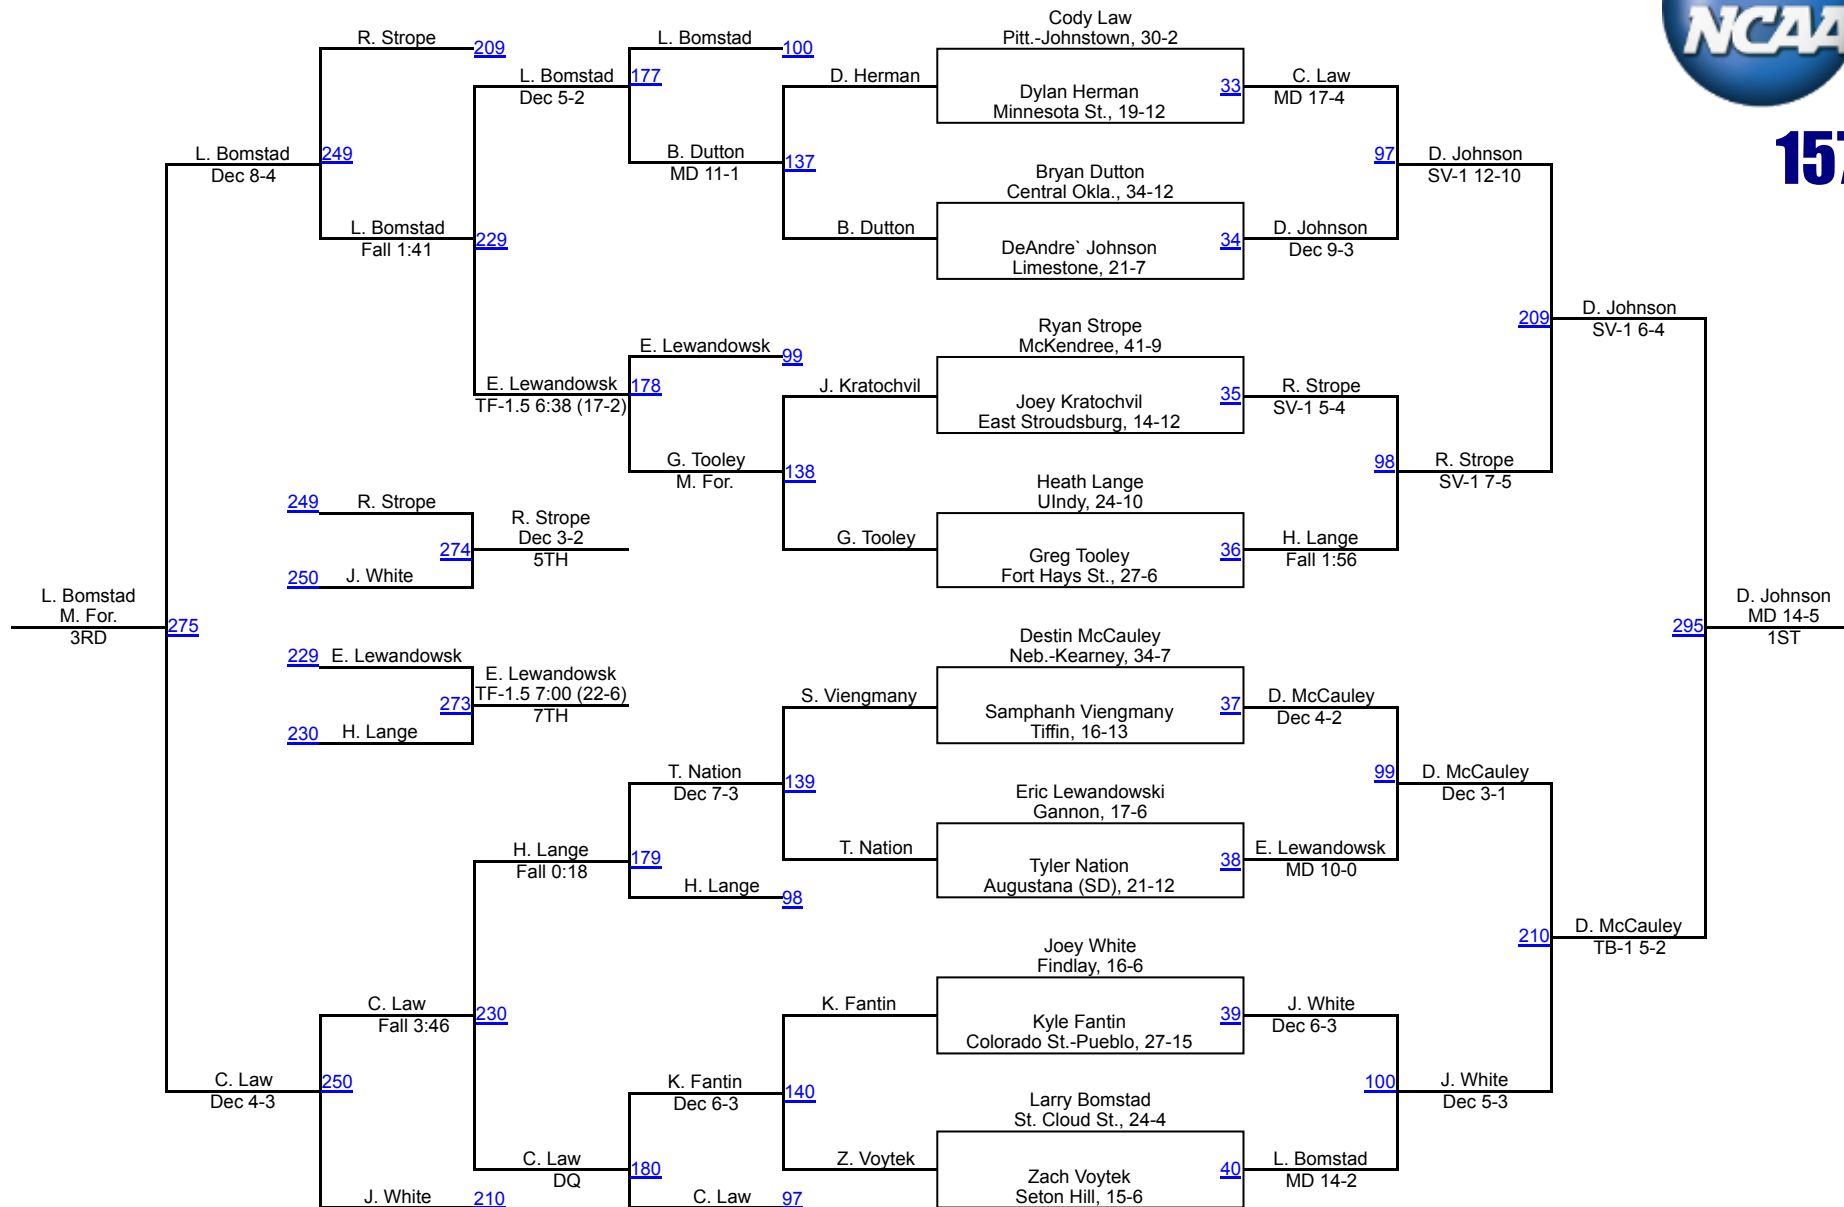 Cody Law
R. Strope
209
L. Bomstad
100
Pitt.-Johnstown, 30-2
NCAA
L. Bomstad
177
Dec 5-2
D. Herman
Dylan Herman
33
C. Law
Minnesota St., 19-12
MD 17-4
157
L. Bomstad
249
Dec 8-4
B. Dutton
137
MD 11-1
Bryan Dutton
Central Okla., 34-12
97
D. Johnson
SV-1 12-10
L. Bomstad
229
Fall 1:41
B. Dutton
DeAndre` Johnson
34
D. Johnson
Limestone, 21-7
Dec 9-3
209
D. Johnson
SV-1 6-4
Ryan Strope
E. Lewandowsk
99
McKendree, 41-9
E. Lewandowsk
178
TF-1.5 6:38 (17-2)
J. Kratochvil
Joey Kratochvil
35
R. Strope
East Stroudsburg, 14-12
SV-1 5-4
G. Tooley
138
M. For.
Heath Lange
UIndy, 24-10
98
R. Strope
SV-1 7-5
249
R. Strope
R. Strope
Dec 3-2
274
5TH
G. Tooley
Greg Tooley
36
H. Lange
Fort Hays St., 27-6
Fall 1:56
250
J. White
L. Bomstad
M. For.
275
3RD
D. Johnson
MD 14-5
295
1ST
Destin McCauley
Neb.-Kearney, 34-7
229
E. Lewandowsk
E. Lewandowsk
TF-1.5 7:00 (22-6)
273
7TH
S. Viengmany
Samphanh Viengmany
37
D. McCauley
Tiffin, 16-13
Dec 4-2
230
H. Lange
T. Nation
139
Dec 7-3
Eric Lewandowski
Gannon, 17-6
99
D. McCauley
Dec 3-1
H. Lange
179
Fall 0:18
T. Nation
Tyler Nation
38
E. Lewandowsk
Augustana (SD), 21-12
MD 10-0
H. Lange
98
210
D. McCauley
TB-1 5-2
Joey White
Findlay, 16-6
C. Law
230
Fall 3:46
K. Fantin
Kyle Fantin
39
J. White
Colorado St.-Pueblo, 27-15
Dec 6-3
C. Law
250
Dec 4-3
K. Fantin
140
Dec 6-3
Larry Bomstad
St. Cloud St., 24-4
100
J. White
Dec 5-3
C. Law
180
DQ
Z. Voytek
Zach Voytek
40
L. Bomstad
Seton Hill, 15-6
MD 14-2
J. White
210
C. Law
97